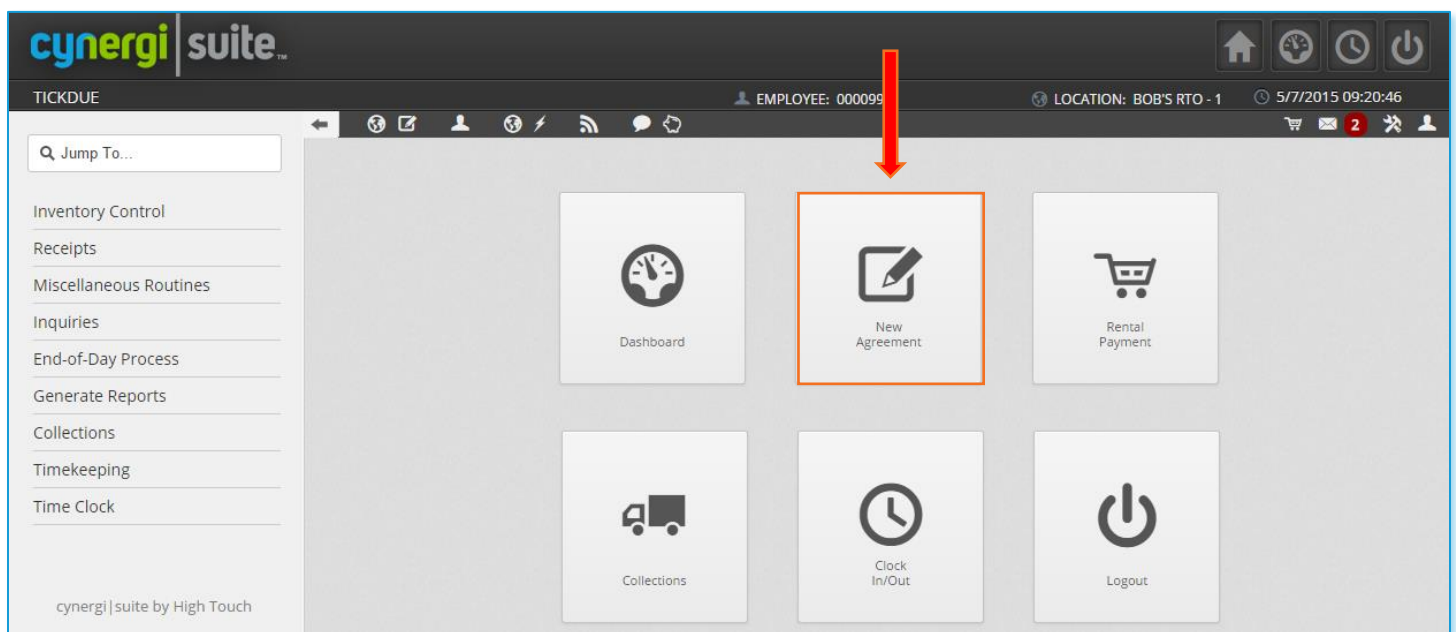 cynergi|suite™
TICKDUE
EMPLOYEE: 000099
LOCATION: BOB'S RTO - 1
5/7/2015 09:20:46
2
Jump To...
Inventory Control
Receipts
Miscellaneous Routines
Inquiries
End-of-Day Process
Generate Reports
Collections
Timekeeping
Time Clock
cynergi|suite by High Touch
Dashboard
New
Agreement
Rental
Payment
Collections
Clock
In/Out
Logout